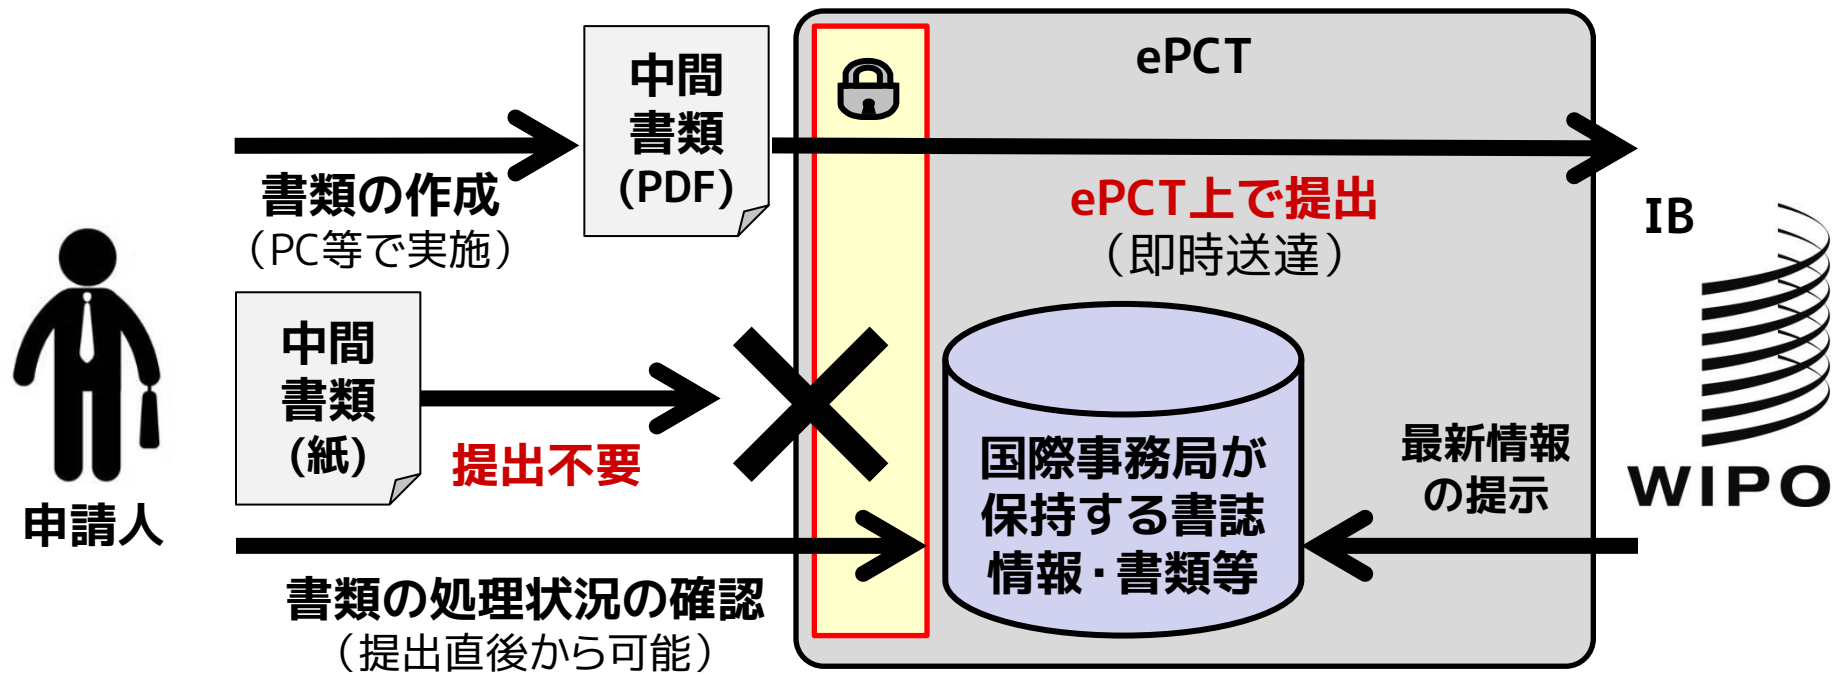 ePCT
中間
書類
(PDF)
書類の作成
（PC等で実施）
ePCT上で提出
（即時送達）
IB
中間
書類
(紙)
提出不要
申請人
国際事務局が
保持する書誌
情報・書類等
最新情報
の提示
WIPO
書類の処理状況の確認
（提出直後から可能）